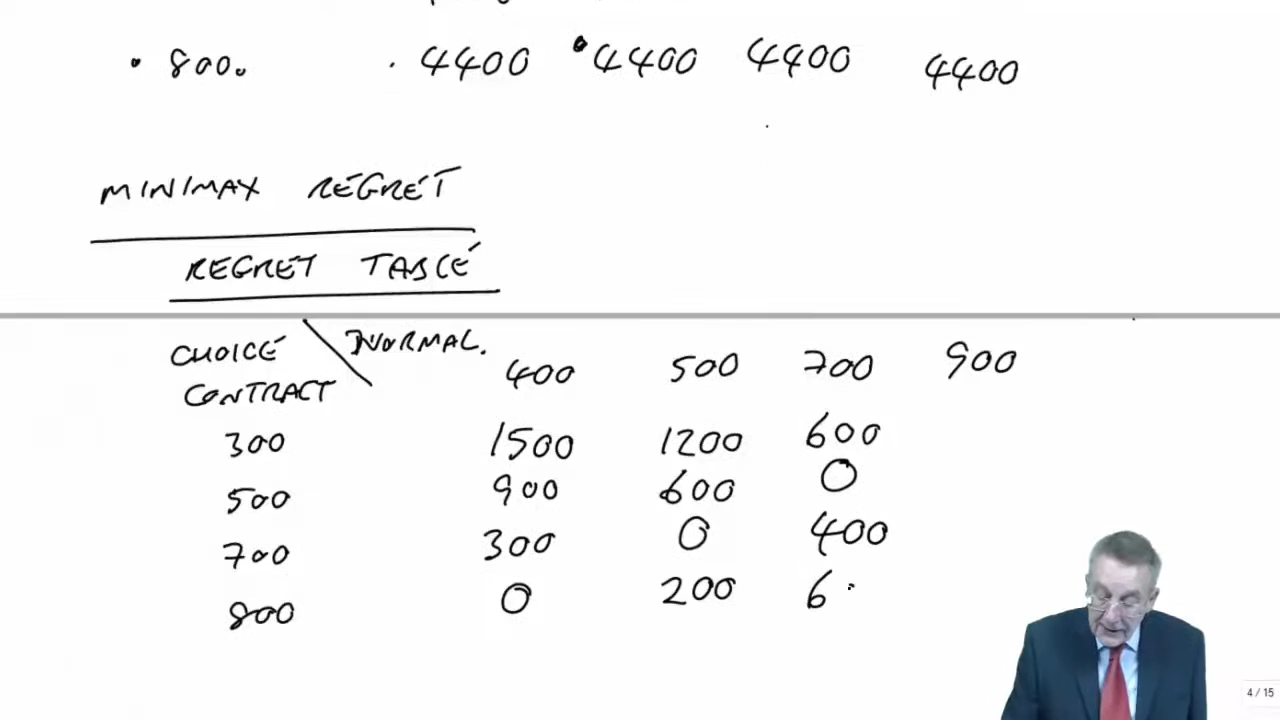 800. 4400 4400 4400 4400
MINIMAX REGRET
REGRET TABLE
CHOICE NORMAL.
CONTRACT 400 500 700 900
300 1500 1200 600
500 900 600 0
700 300 0 400
800 0 200 6
4 / 15